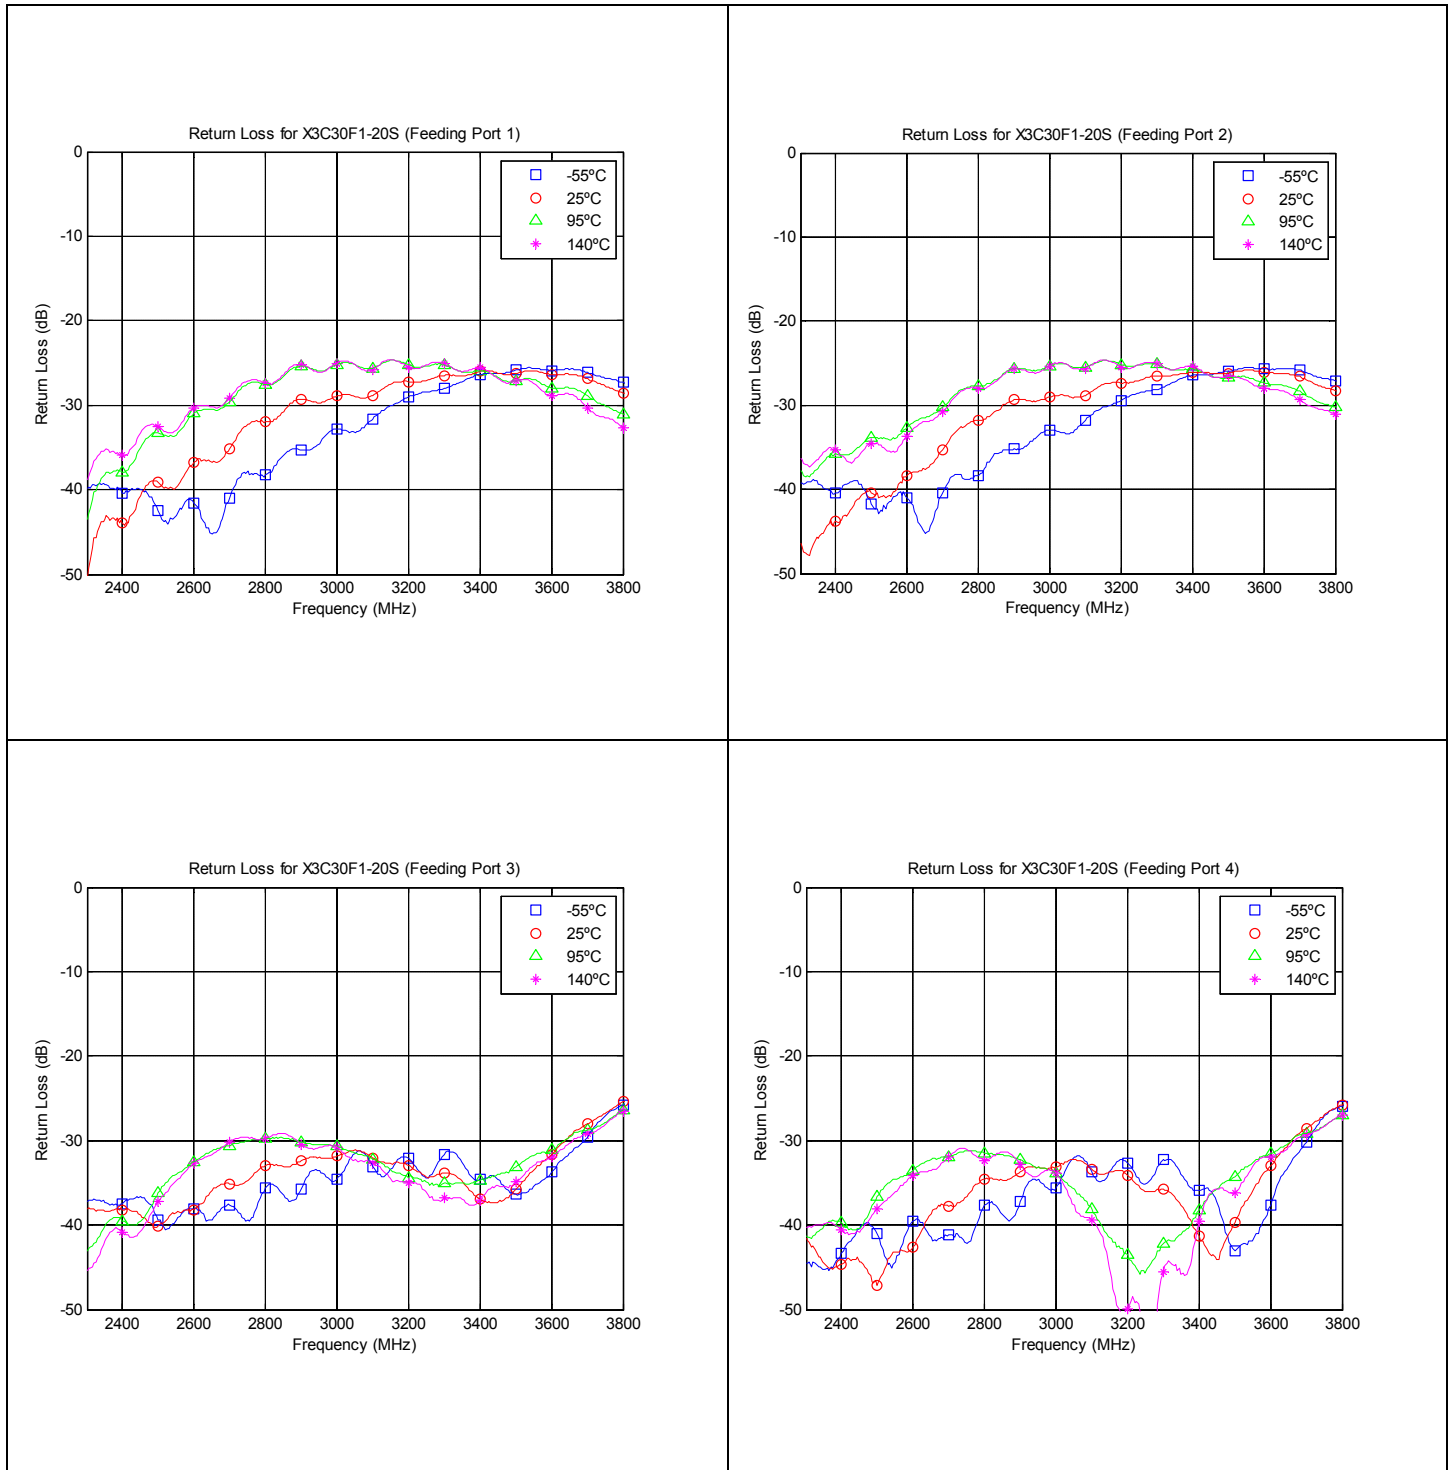 Return Loss for X3C30F1-20S (Feeding Port 1)
0
-10
-20
-30
-40
-50
Return Loss (dB)
-55ºC
25ºC
95ºC
140ºC
2400 2600 2800 3000 3200 3400 3600 3800
Frequency (MHz)
Return Loss for X3C30F1-20S (Feeding Port 2)
0
-10
-20
-30
-40
-50
Return Loss (dB)
-55ºC
25ºC
95ºC
140ºC
2400 2600 2800 3000 3200 3400 3600 3800
Frequency (MHz)
Return Loss for X3C30F1-20S (Feeding Port 3)
0
-10
-20
-30
-40
-50
Return Loss (dB)
-55ºC
25ºC
95ºC
140ºC
2400 2600 2800 3000 3200 3400 3600 3800
Frequency (MHz)
Return Loss for X3C30F1-20S (Feeding Port 4)
0
-10
-20
-30
-40
-50
Return Loss (dB)
-55ºC
25ºC
95ºC
140ºC
2400 2600 2800 3000 3200 3400 3600 3800
Frequency (MHz)